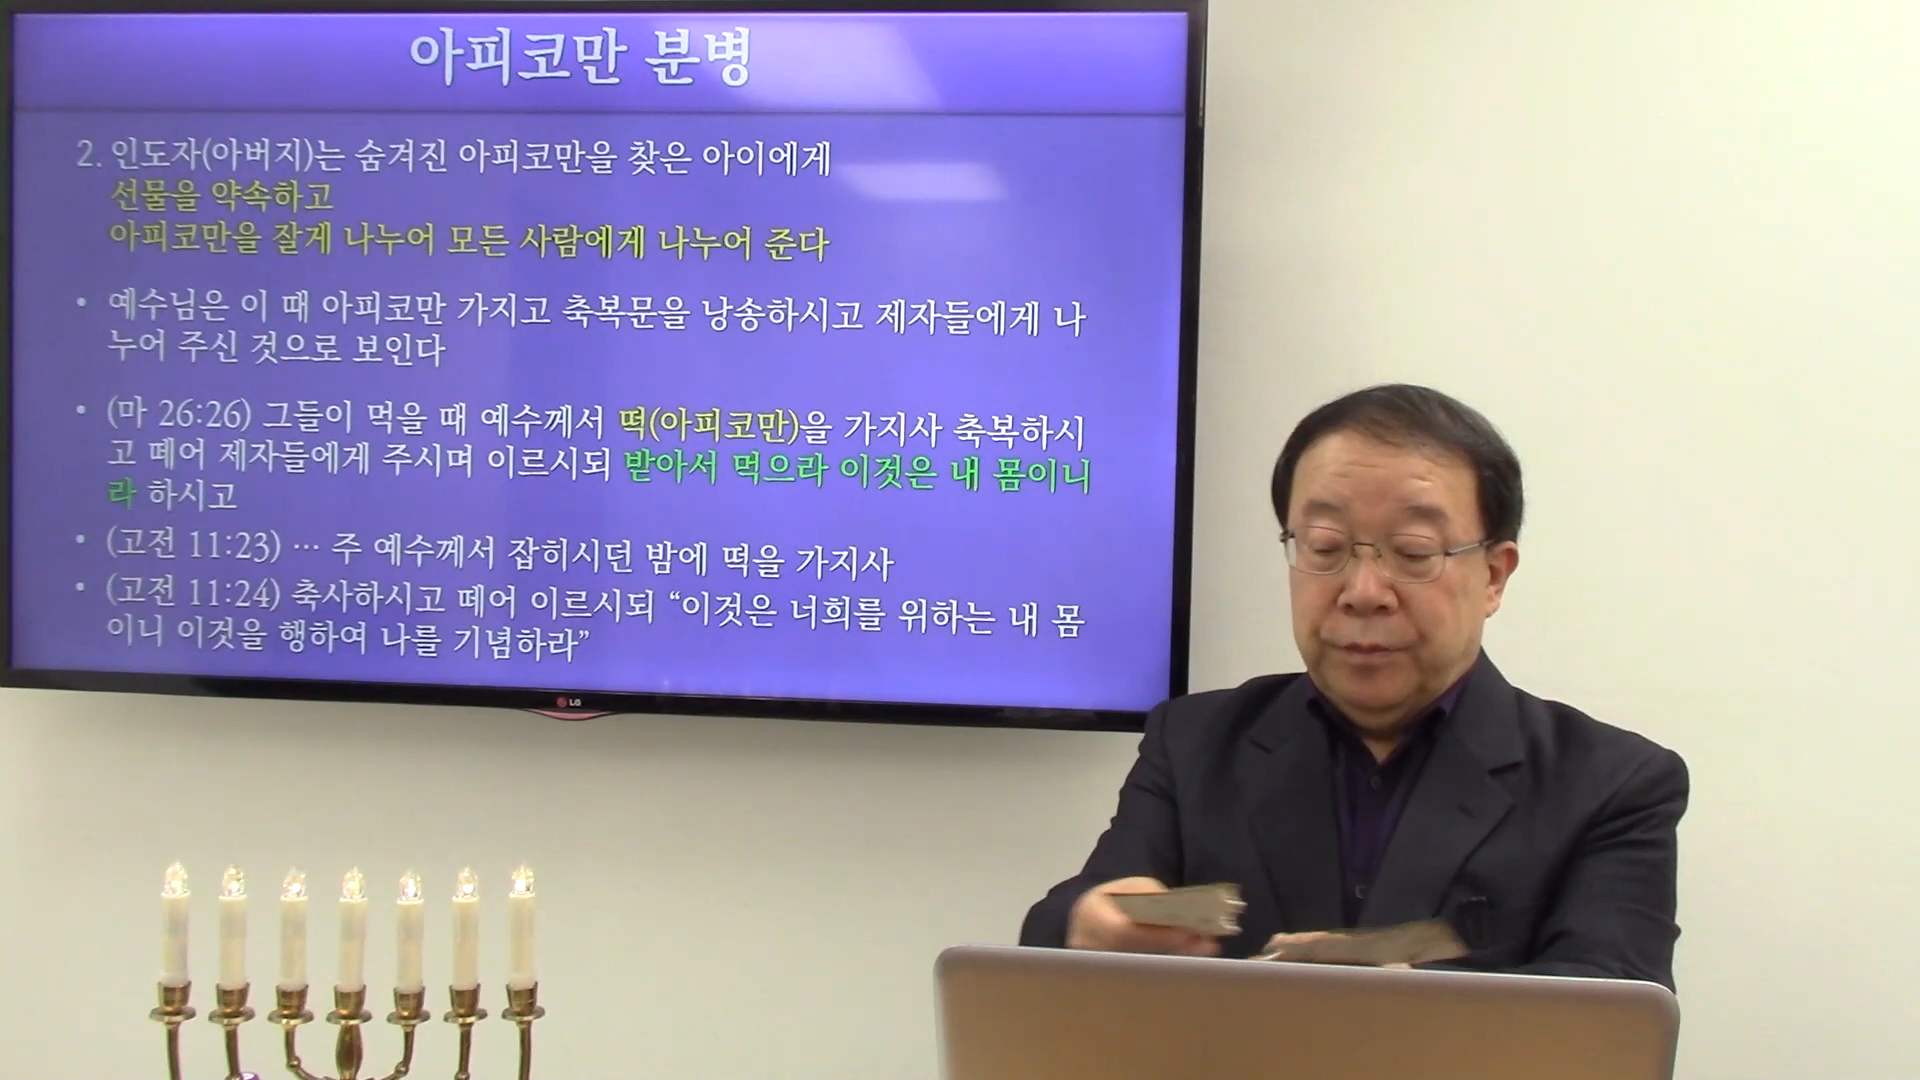 아피코만 분병
2. 인도자(아버지)는 숨겨진 아피코만을 찾은 아이에게
선물을 약속하고
아피코만을 잘게 나누어 모든 사람에게 나누어 준다
• 예수님은 이 때 아피코만 가지고 축복문을 낭송하시고 제자들에게 나
누어 주신 것으로 보인다
• (마 26:26) 그들이 먹을 때 예수께서 떡(아피코만)을 가지사 축복하시
고 떼어 제자들에게 주시며 이르시되 받아서 먹으라 이것은 내 몸이니
라 하시고
• (고전 11:23) … 주 예수께서 잡히시던 밤에 떡을 가지사
• (고전 11:24) 축사하시고 떼어 이르시되 “이것은 너희를 위하는 내 몸
이니 이것을 행하여 나를 기념하라”
LG